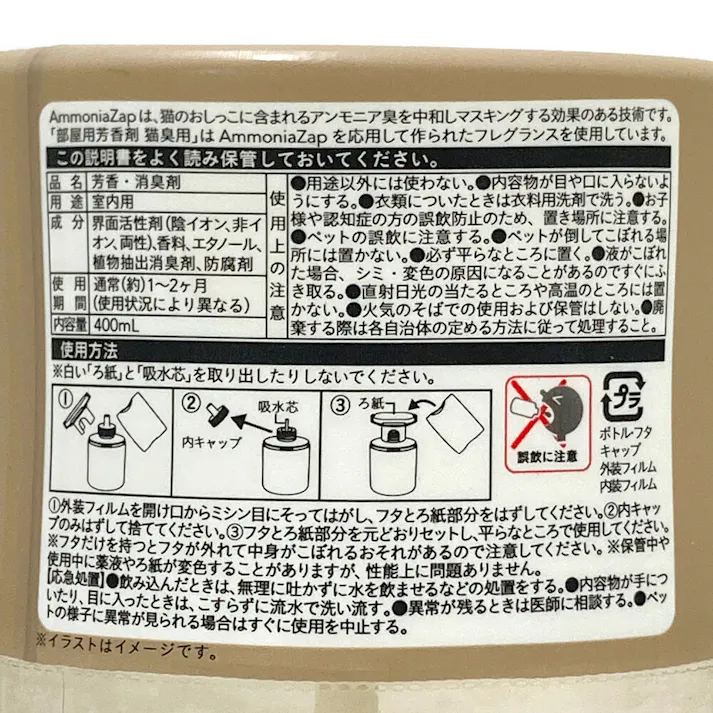 AmmoniaZapは、猫のおしっこに含まれるアンモニア臭を中和しマスキングする効果のある技術です。
「部屋用芳香剤 猫臭用」はAmmoniaZapを応用して作られたフレグランスを使用しています。
この説明書をよく読み保管しておいてください。
品名 芳香・消臭剤
用途 室内用
成分 界面活性剤（陰イオン、非イオン、両性）、香料、エタノール、
植物抽出消臭剤、防腐剤
使用期間 通常（約）1〜2ヶ月
（使用状況により異なる）
内容量 400mL
使用上の注意
●用途以外には使わない。●内容物が目や口に入らないよ
うにする。●衣類についたときは衣料用洗剤で洗う。●お子
様や認知症の方の誤飲防止のため、置き場所に注意する。
●ペットの誤飲に注意する。●ペットが倒してこぼれる場
所には置かない。●必ず平らなところに置く。●液がこぼれ
た場合、シミ・変色の原因になることがあるのですぐにふ
き取る。●直射日光の当たるところや高温のところには置
かない。●火気のそばでの使用および保管はしない。●廃
棄する際は各自治体の定める方法に従って処理すること。
使用方法
※白い「ろ紙」と「吸水芯」を取り出したりしないでください。
①
② 吸水芯
内キャップ
③ ろ紙
誤飲に注意
プラ
ボトル・フタ
キャップ
外装フィルム
内装フィルム
①外装フィルムを開け口からミシン目にそってはがし、フタとろ紙部分をはずしてください。②内キャッ
プのみはずして捨ててください。③フタとろ紙部分を元どおりセットし、平らなところで使用してください。
※フタだけを持つとフタが外れて中身がこぼれるおそれがあるので注意してください。※保管中や
使用中に薬液やろ紙が変色することがありますが、性能上に問題ありません。
【応急処置】●飲み込んだときは、無理に吐かずに水を飲ませるなどの処置をする。●内容物が手につ
いたり、目に入ったときは、こすらずに流水で洗い流す。●異常が残るときは医師に相談する。●ペッ
トの様子に異常が見られる場合はすぐに使用を中止する。
※イラストはイメージです。